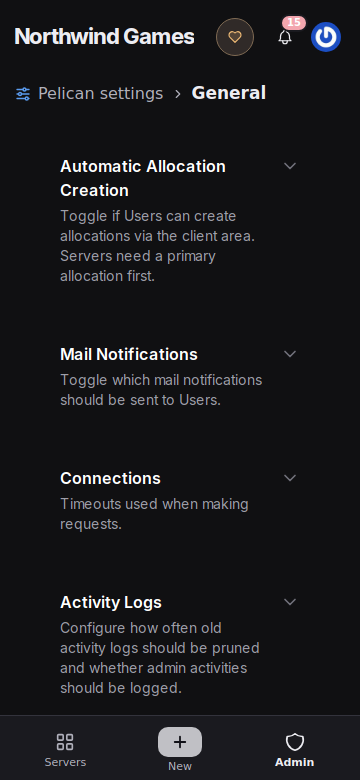 Northwind Games
15
Pelican settings > General
Automatic Allocation
Creation
Toggle if Users can create
allocations via the client area.
Servers need a primary
allocation first.
Mail Notifications
Toggle which mail notifications
should be sent to Users.
Connections
Timeouts used when making
requests.
Activity Logs
Configure how often old
activity logs should be pruned
and whether admin activities
should be logged.
Servers
New
Admin